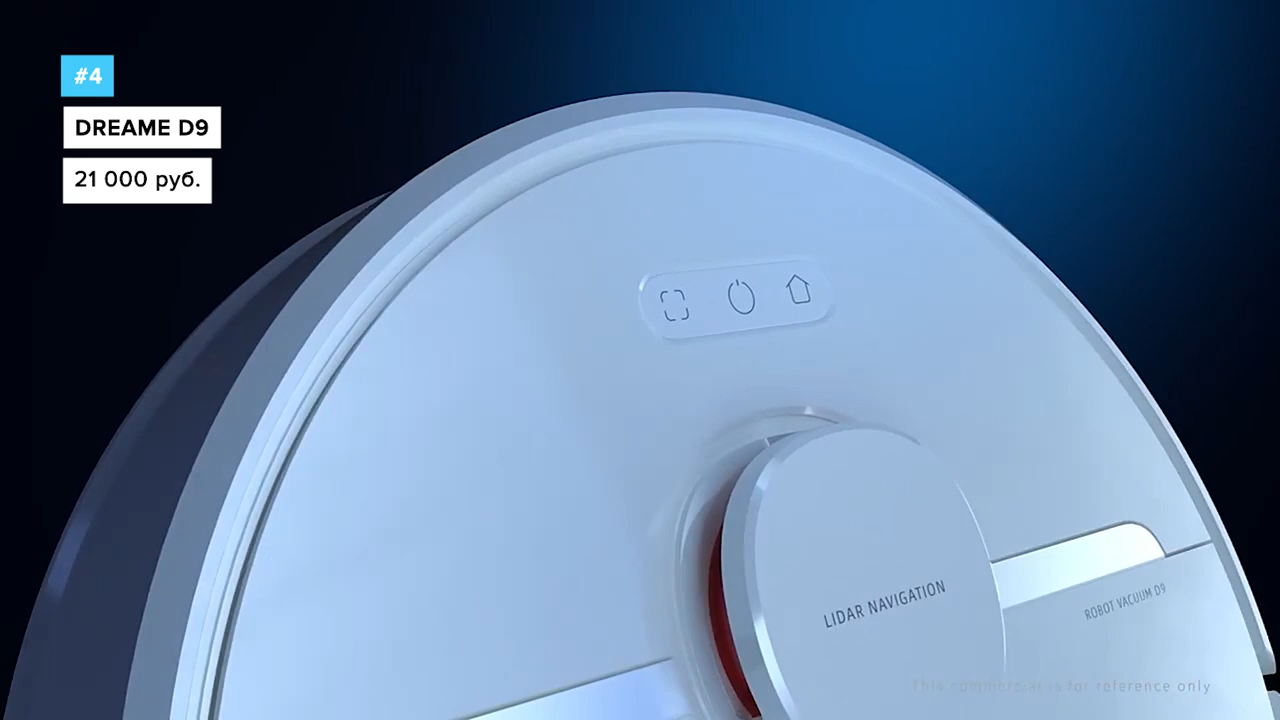 #4
DREAME D9
21 000 руб.
LIDAR NAVIGATION
ROBOT VACUUM D9
This commercial is for reference only